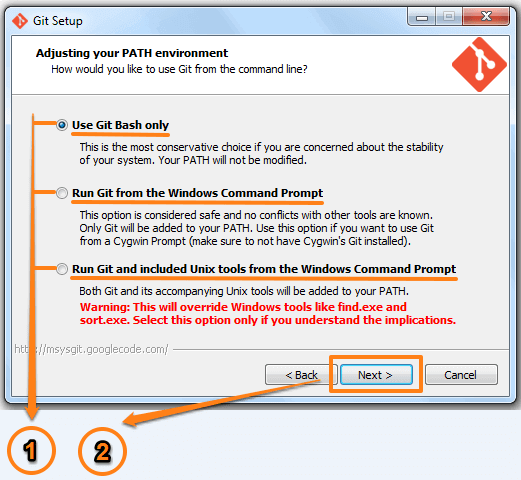 Git Setup
Adjusting your PATH environment
How would you like to use Git from the command line?
Use Git Bash only
This is the most conservative choice if you are concerned about the stability
of your system. Your PATH will not be modified.
Run Git from the Windows Command Prompt
This option is considered safe and no conflicts with other tools are known.
Only Git will be added to your PATH. Use this option if you want to use Git
from a Cygwin Prompt (make sure to not have Cygwin's Git installed).
Run Git and included Unix tools from the Windows Command Prompt
Both Git and its accompanying Unix tools will be added to your PATH.
Warning: This will override Windows tools like find.exe and
sort.exe. Select this option only if you understand the implications.
http://msysgit.googlecode.com/
< Back Next > Cancel
1 2